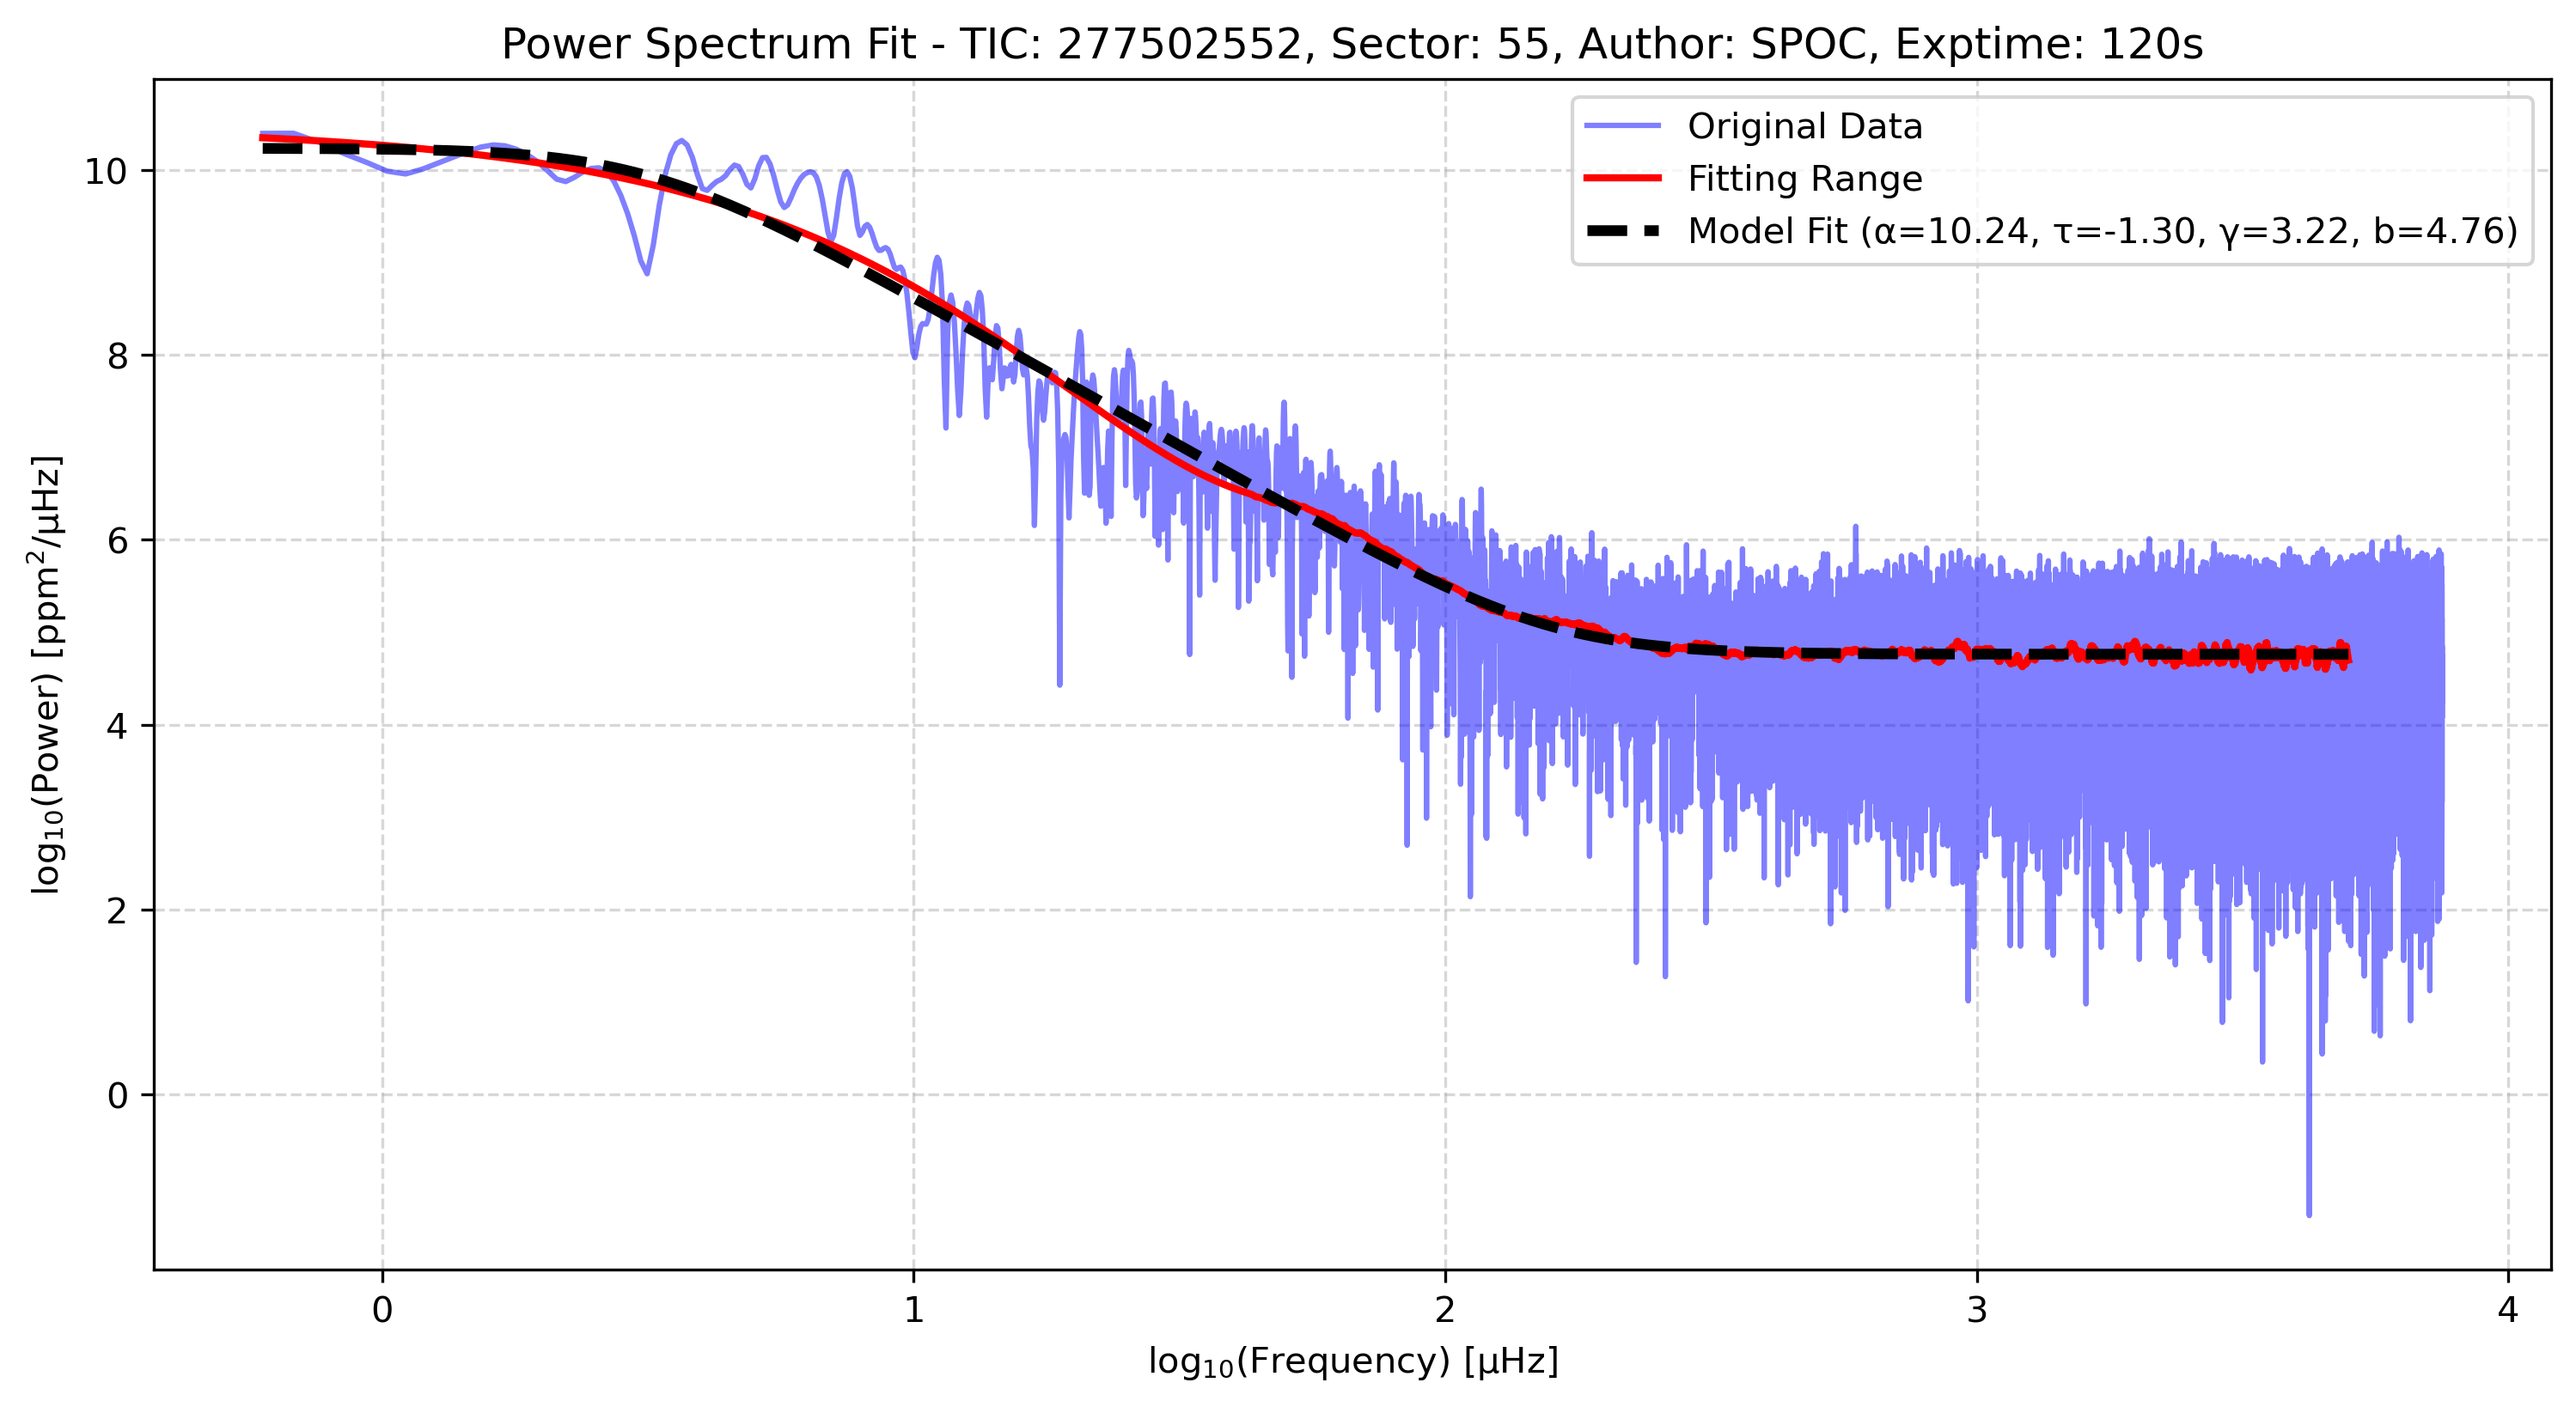 Power Spectrum Fit - TIC: 277502552, Sector: 55, Author: SPOC, Exptime: 120s
Original Data
Fitting Range
Model Fit (α=10.24, τ=-1.30, γ=3.22, b=4.76)
log₁₀(Power) [ppm²/μHz]
10
8
6
4
2
0
0 1 2 3 4
log₁₀(Frequency) [μHz]